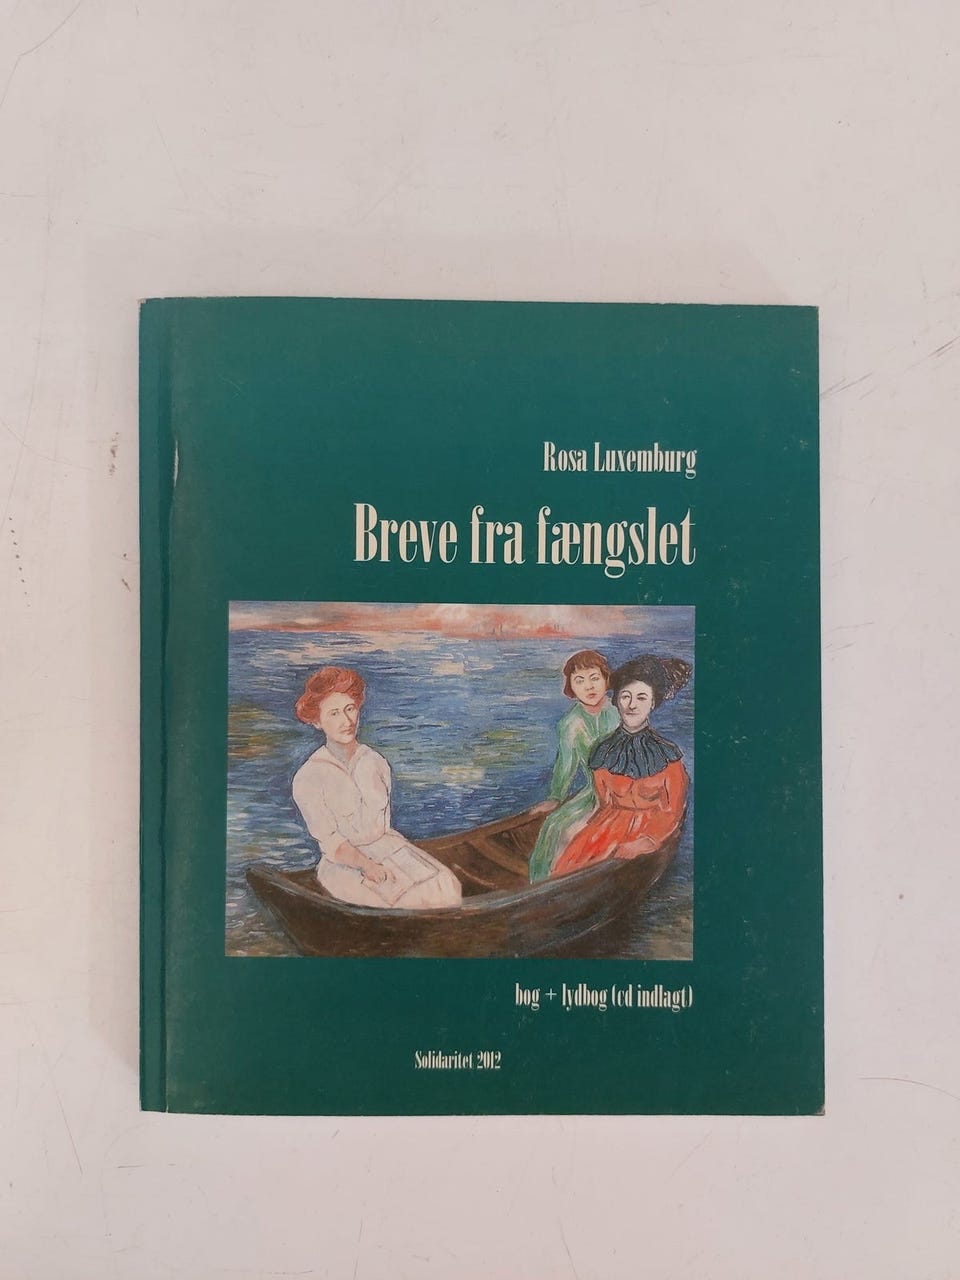 Rosa Luxemburg
Breve fra fængslet
bog + lydbog (cd indlagt)
Solidaritet 2012